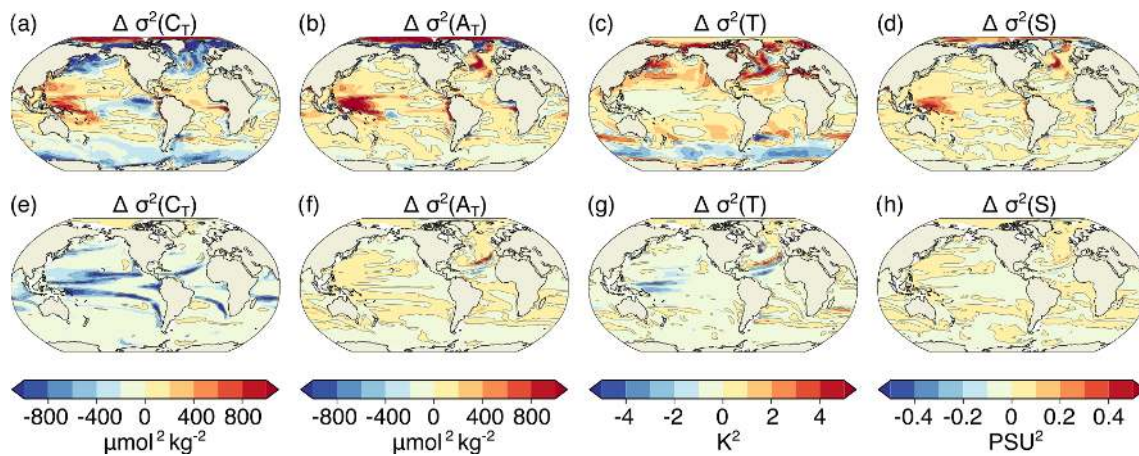 (a) Δ σ²(C_T) (b) Δ σ²(A_T) (c) Δ σ²(T) (d) Δ σ²(S)
(e) Δ σ²(C_T) (f) Δ σ²(A_T) (g) Δ σ²(T) (h) Δ σ²(S)
-800 -400 0 400 800 -800 -400 0 400 800 -4 -2 0 2 4 -0.4 -0.2 0 0.2 0.4
μmol² kg⁻² μmol² kg⁻² K² PSU²